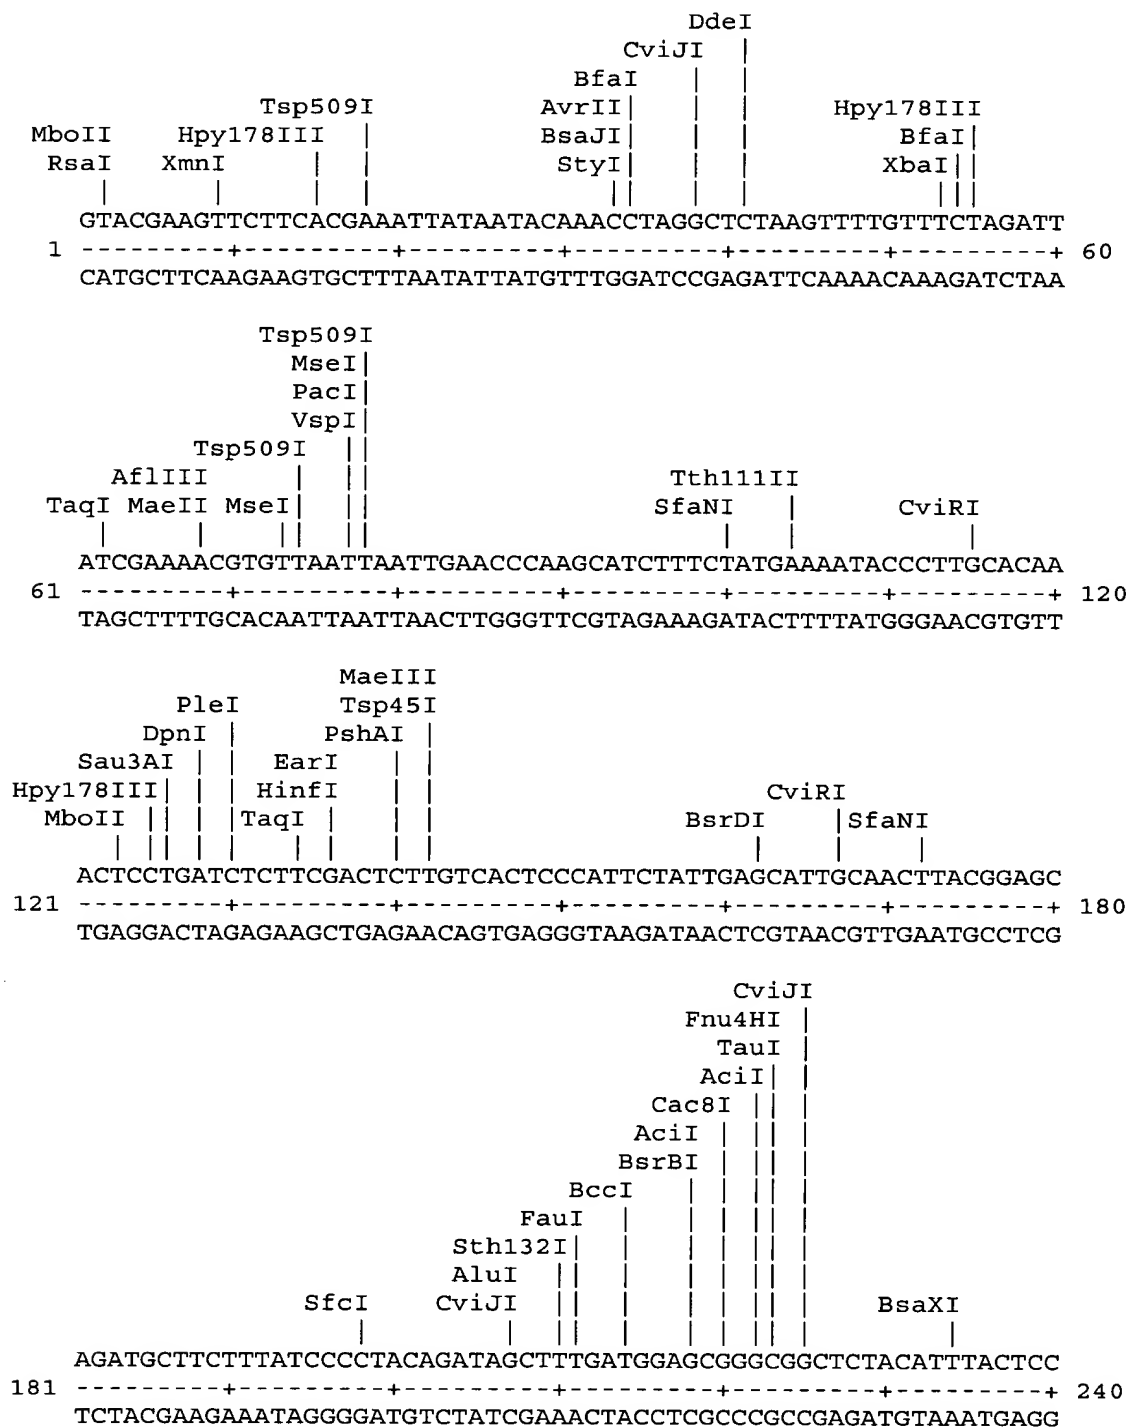 DdeI
CviJI
BfaI
Tsp509I AvrII Hpy178III
MboII Hpy178III BsaJI BfaI
RsaI XmnI StyI XbaI
GTACGAAGTTCTTCACGAAATTATAATACAAACCTAGGCTCTAAGTTTTGTTTCTAGATT
1 ---------+---------+---------+---------+---------+---------+ 60
CATGCTTCAAGAAGTGCTTTAATATTATGTTTGGATCCGAGATTCAAAACAAAGATCTAA
Tsp509I
MseI
PacI
VspI
Tsp509I
AflIII Tth111II
TaqI MaeII MseI SfaNI CviRI
ATCGAAAACGTGTTAATTAATTGAACCCAAGCATCTTTCTATGAAAATACCCTTGCACAA
61 ---------+---------+---------+---------+---------+---------+ 120
TAGCTTTTGCACAATTAATTAACTTGGGTTCGTAGAAAGATACTTTTATGGGAACGTGTT
MaeIII
PleI Tsp45I
DpnI PshAI
Sau3AI EarI
Hpy178III HinfI CviRI
MboII TaqI BsrDI SfaNI
ACTCCTGATCTCTTCGACTCTTGTCACTCCCATTCTATTGAGCATTGCAACTTACGGAGC
121 ---------+---------+---------+---------+---------+---------+ 180
TGAGGACTAGAGAAGCTGAGAACAGTGAGGGTAAGATAACTCGTAACGTTGAATGCCTCG
CviJI
Fnu4HI
TauI
AciI
Cac8I
AciI
BsrBI
BccI
FauI
Sth132I
AluI
SfcI CviJI BsaXI
AGATGCTTCTTTATCCCCTACAGATAGCTTTGATGGAGCGGGCGGCTCTACATTTACTCC
181 ---------+---------+---------+---------+---------+---------+ 240
TCTACGAAGAAATAGGGGATGTCTATCGAAACTACCTCGCCCGCCGAGATGTAAATGAGG